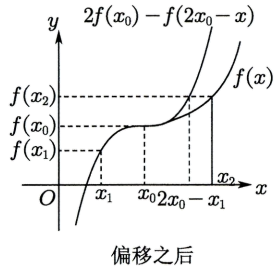 y
2f(x₀)−f(2x₀−x)
f(x)
f(x₂)
f(x₀)
f(x₁)
O
x₁
x₀
2x₀−x₁
x₂
x
偏移之后